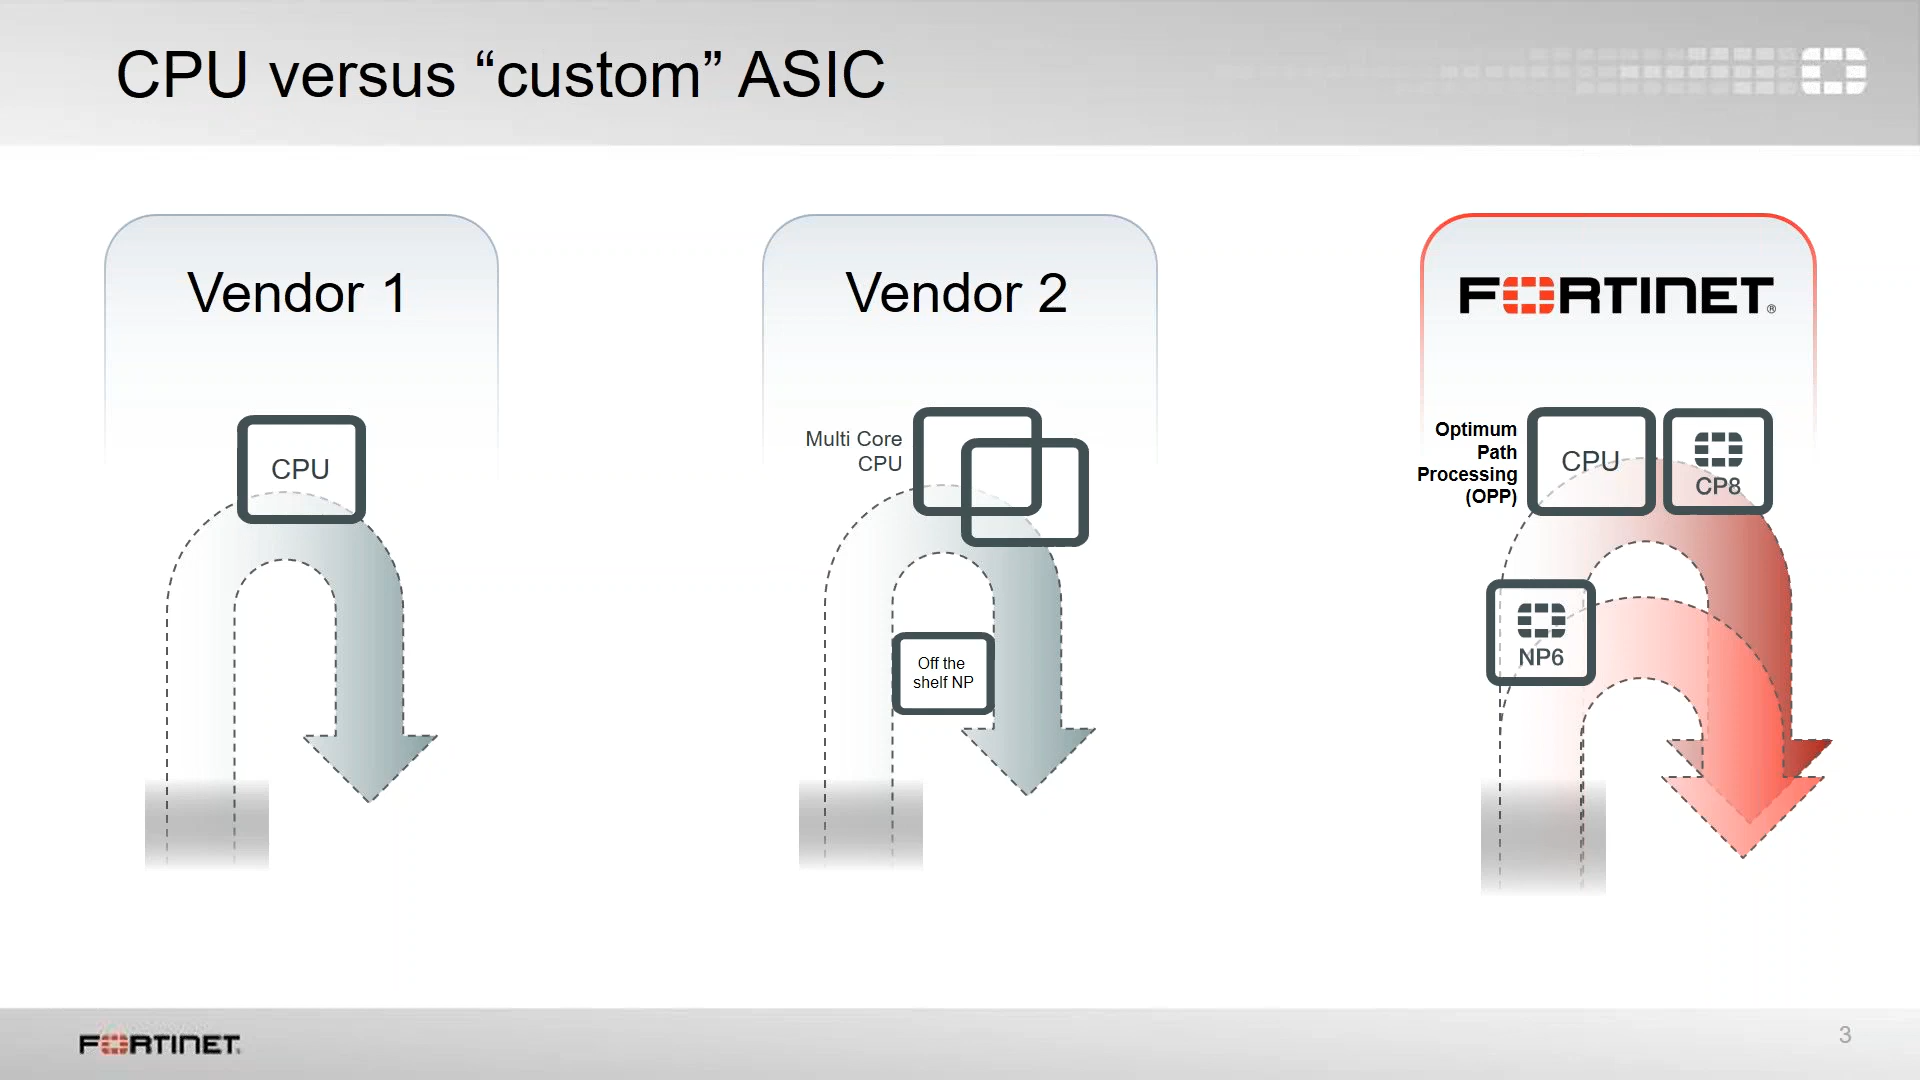 CPU versus “custom” ASIC
Vendor 1
CPU
Vendor 2
Multi Core
CPU
Off the
shelf NP
FORTINET®
Optimum
Path
Processing
(OPP)
CPU
CP8
NP6
FORTINET
3